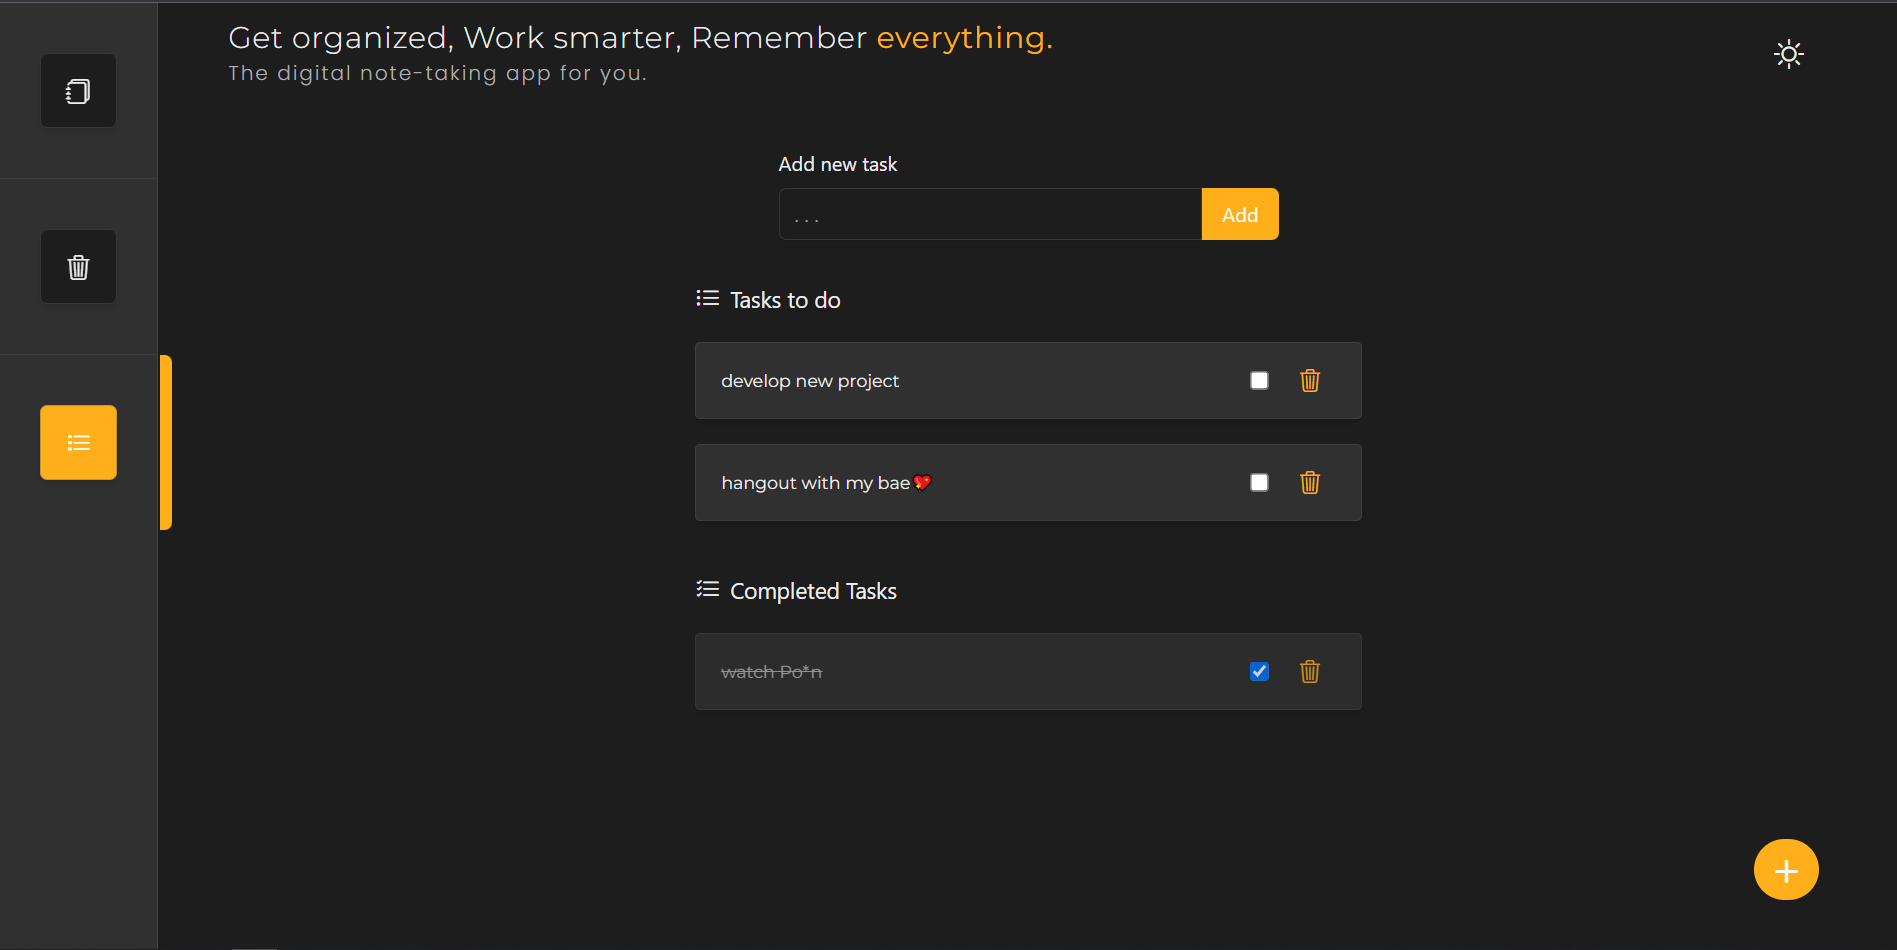 Get organized, Work smarter, Remember everything.
The digital note-taking app for you.
Add new task
. . .
Add
Tasks to do
develop new project
hangout with my bae💖
Completed Tasks
watch Po*n